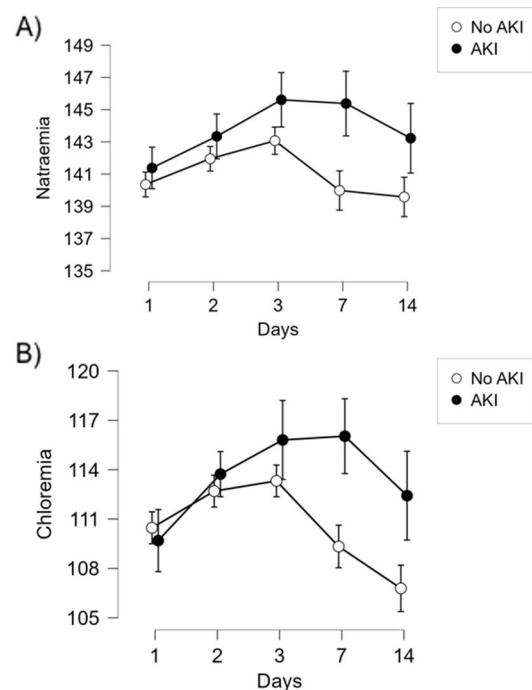 A)
No AKI
AKI
149
147
145
143
141
139
137
135
Natraemia
1 2 3 7 14
Days
B)
No AKI
AKI
120
117
114
111
108
105
Chloremia
1 2 3 7 14
Days